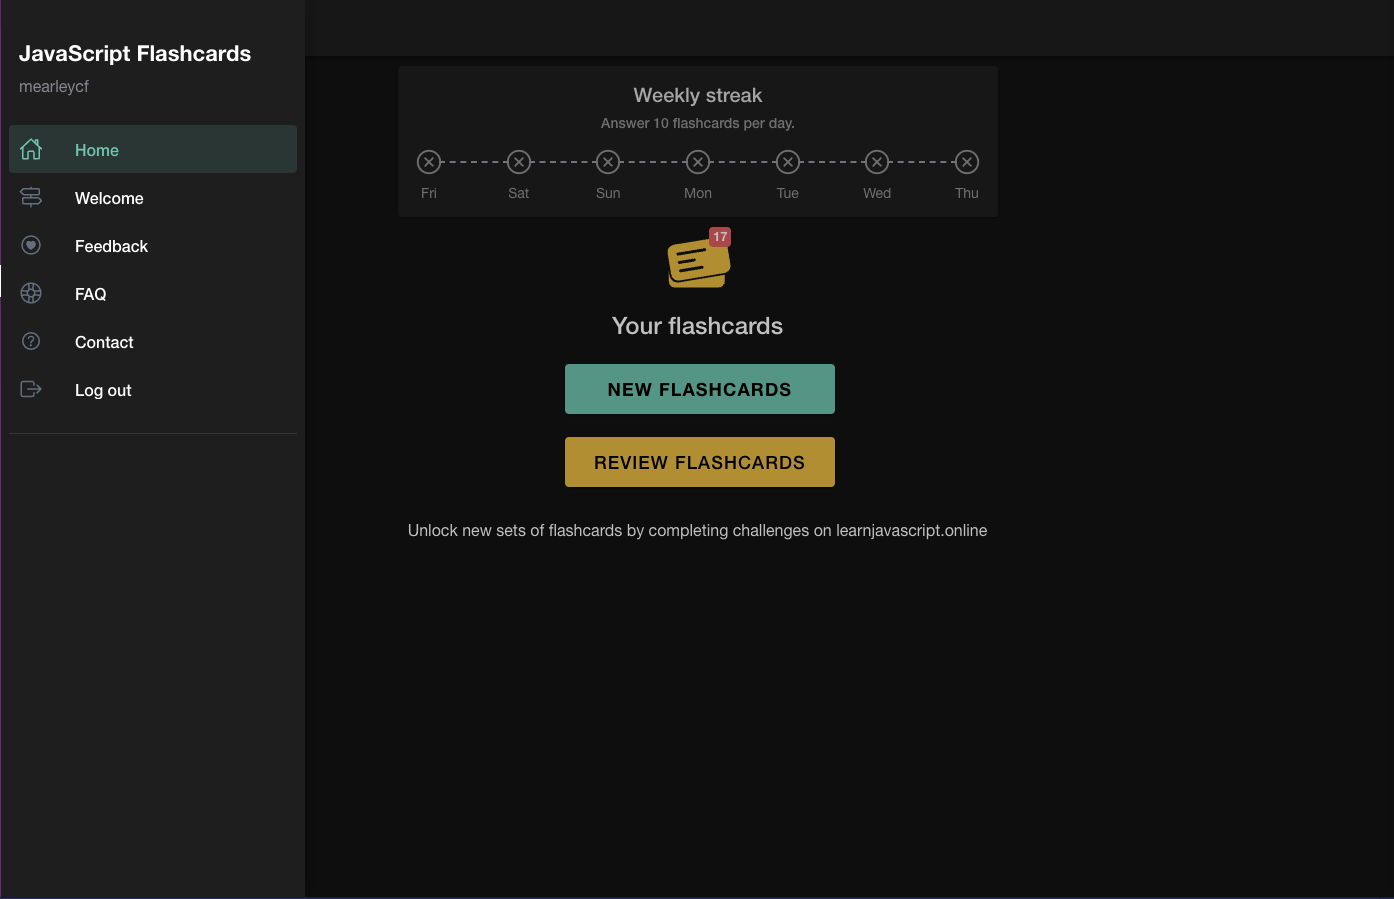 JavaScript Flashcards
mearleycf
Home
Welcome
Feedback
FAQ
Contact
Log out
Weekly streak
Answer 10 flashcards per day.
Fri Sat Sun Mon Tue Wed Thu
17
Your flashcards
NEW FLASHCARDS
REVIEW FLASHCARDS
Unlock new sets of flashcards by completing challenges on learnjavascript.online